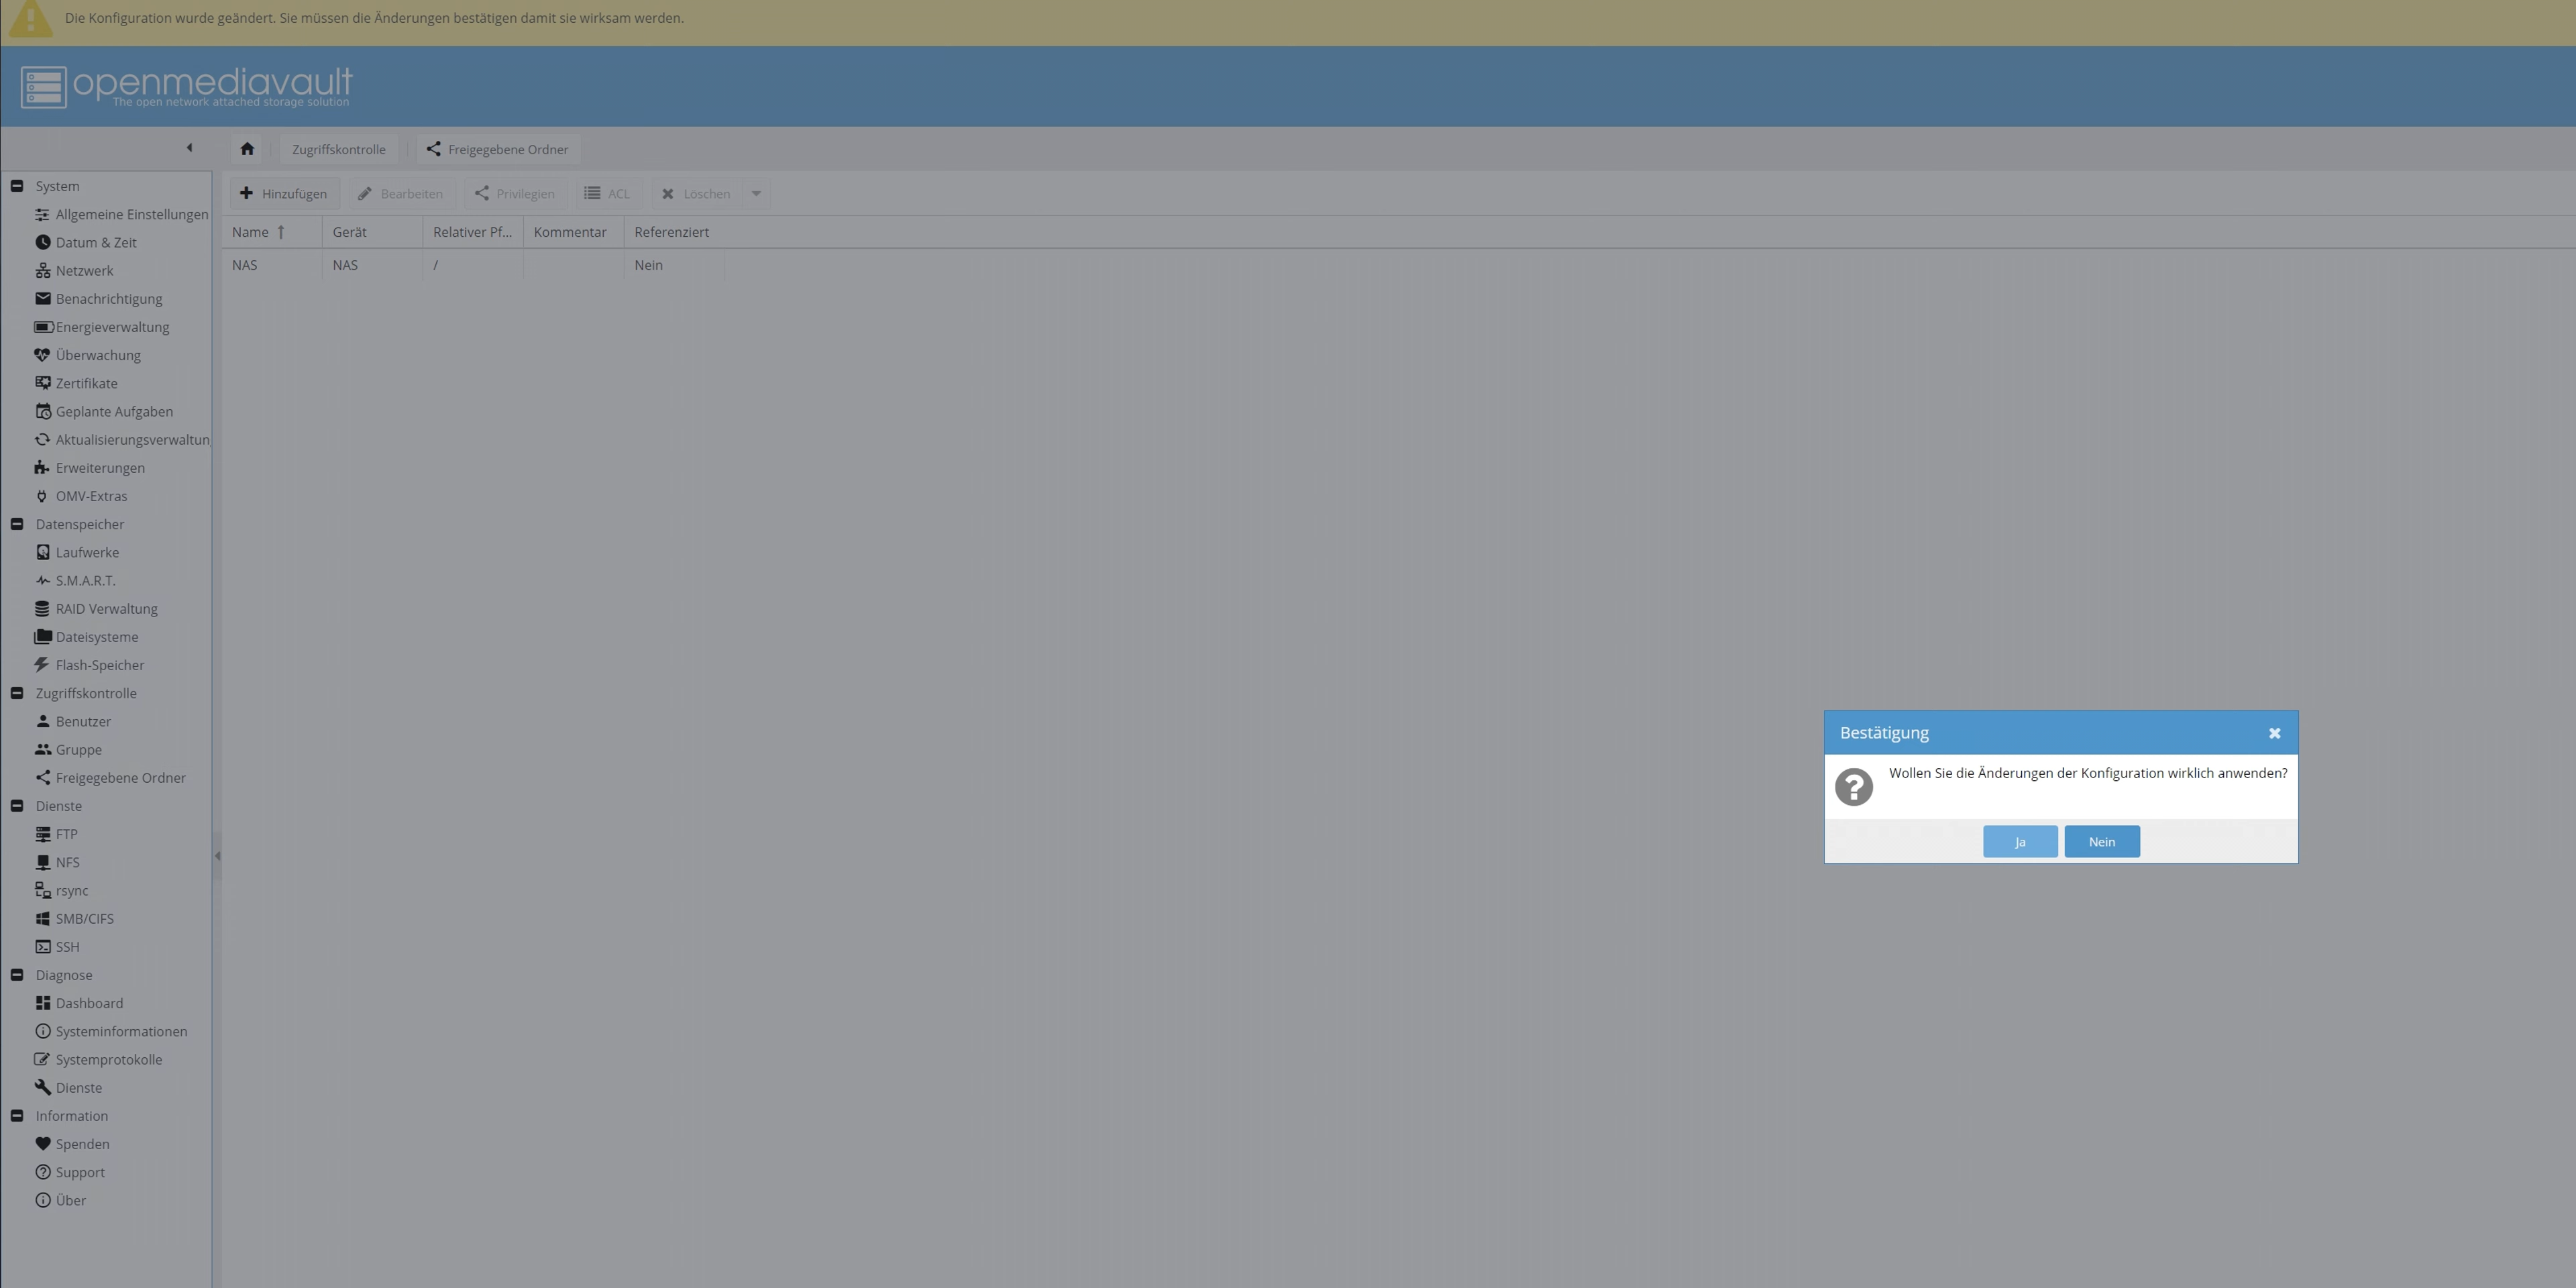 Die Konfiguration wurde geändert. Sie müssen die Änderungen bestätigen damit sie wirksam werden.
openmediavault
The open network attached storage solution
Zugriffskontrolle Freigegebene Ordner
Hinzufügen Bearbeiten Privilegien ACL Löschen
Name Gerät Relativer Pf... Kommentar Referenziert
NAS NAS / Nein
System
Allgemeine Einstellungen
Datum & Zeit
Netzwerk
Benachrichtigung
Energieverwaltung
Überwachung
Zertifikate
Geplante Aufgaben
Aktualisierungsverwaltun
Erweiterungen
OMV-Extras
Datenspeicher
Laufwerke
S.M.A.R.T.
RAID Verwaltung
Dateisysteme
Flash-Speicher
Zugriffskontrolle
Benutzer
Gruppe
Freigegebene Ordner
Dienste
FTP
NFS
rsync
SMB/CIFS
SSH
Diagnose
Dashboard
Systeminformationen
Systemprotokolle
Dienste
Information
Spenden
Support
Über
Bestätigung
Wollen Sie die Änderungen der Konfiguration wirklich anwenden?
Ja Nein